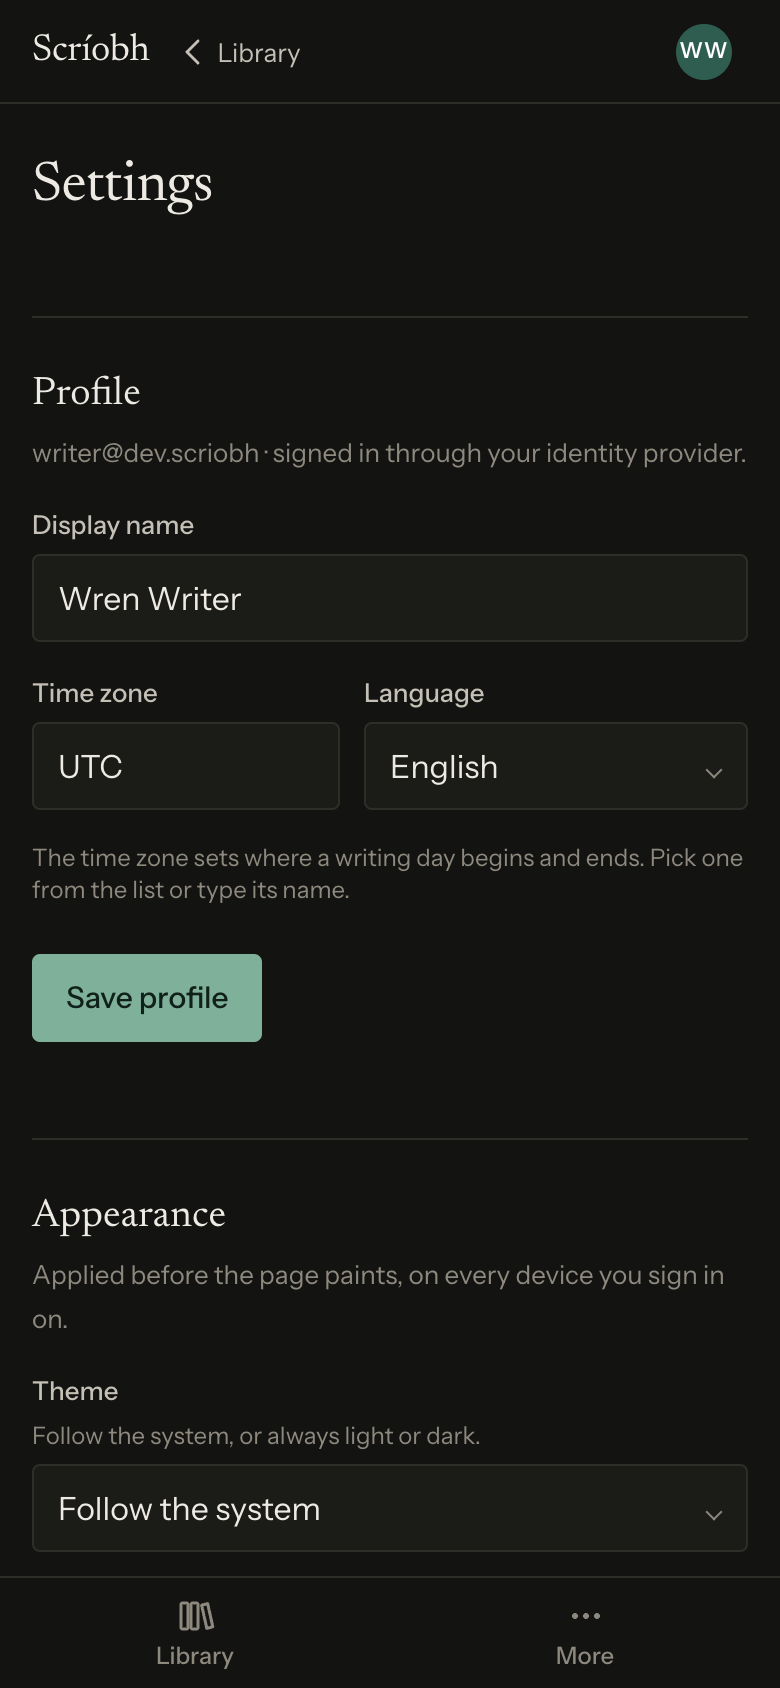 Scríobh
Library
WW
Settings
Profile
writer@dev.scriobh · signed in through your identity provider.
Display name
Wren Writer
Time zone
Language
UTC
English
The time zone sets where a writing day begins and ends. Pick one
from the list or type its name.
Save profile
Appearance
Applied before the page paints, on every device you sign in
on.
Theme
Follow the system, or always light or dark.
Follow the system
Library
More